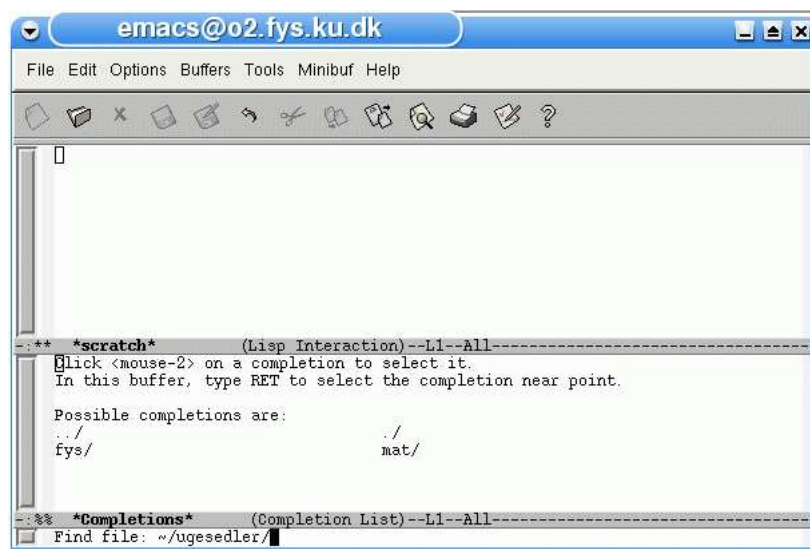 emacs@o2.fys.ku.dk
File Edit Options Buffers Tools Minibuf Help
-:** *scratch* (Lisp Interaction)--L1--All-----------------------------------
Click <mouse-2> on a completion to select it.
In this buffer, type RET to select the completion near point.
Possible completions are:
../ ./
fys/ mat/
-:%% *Completions* (Completion List)--L1--All-----------------------------------
Find file: ~/ugesedler/